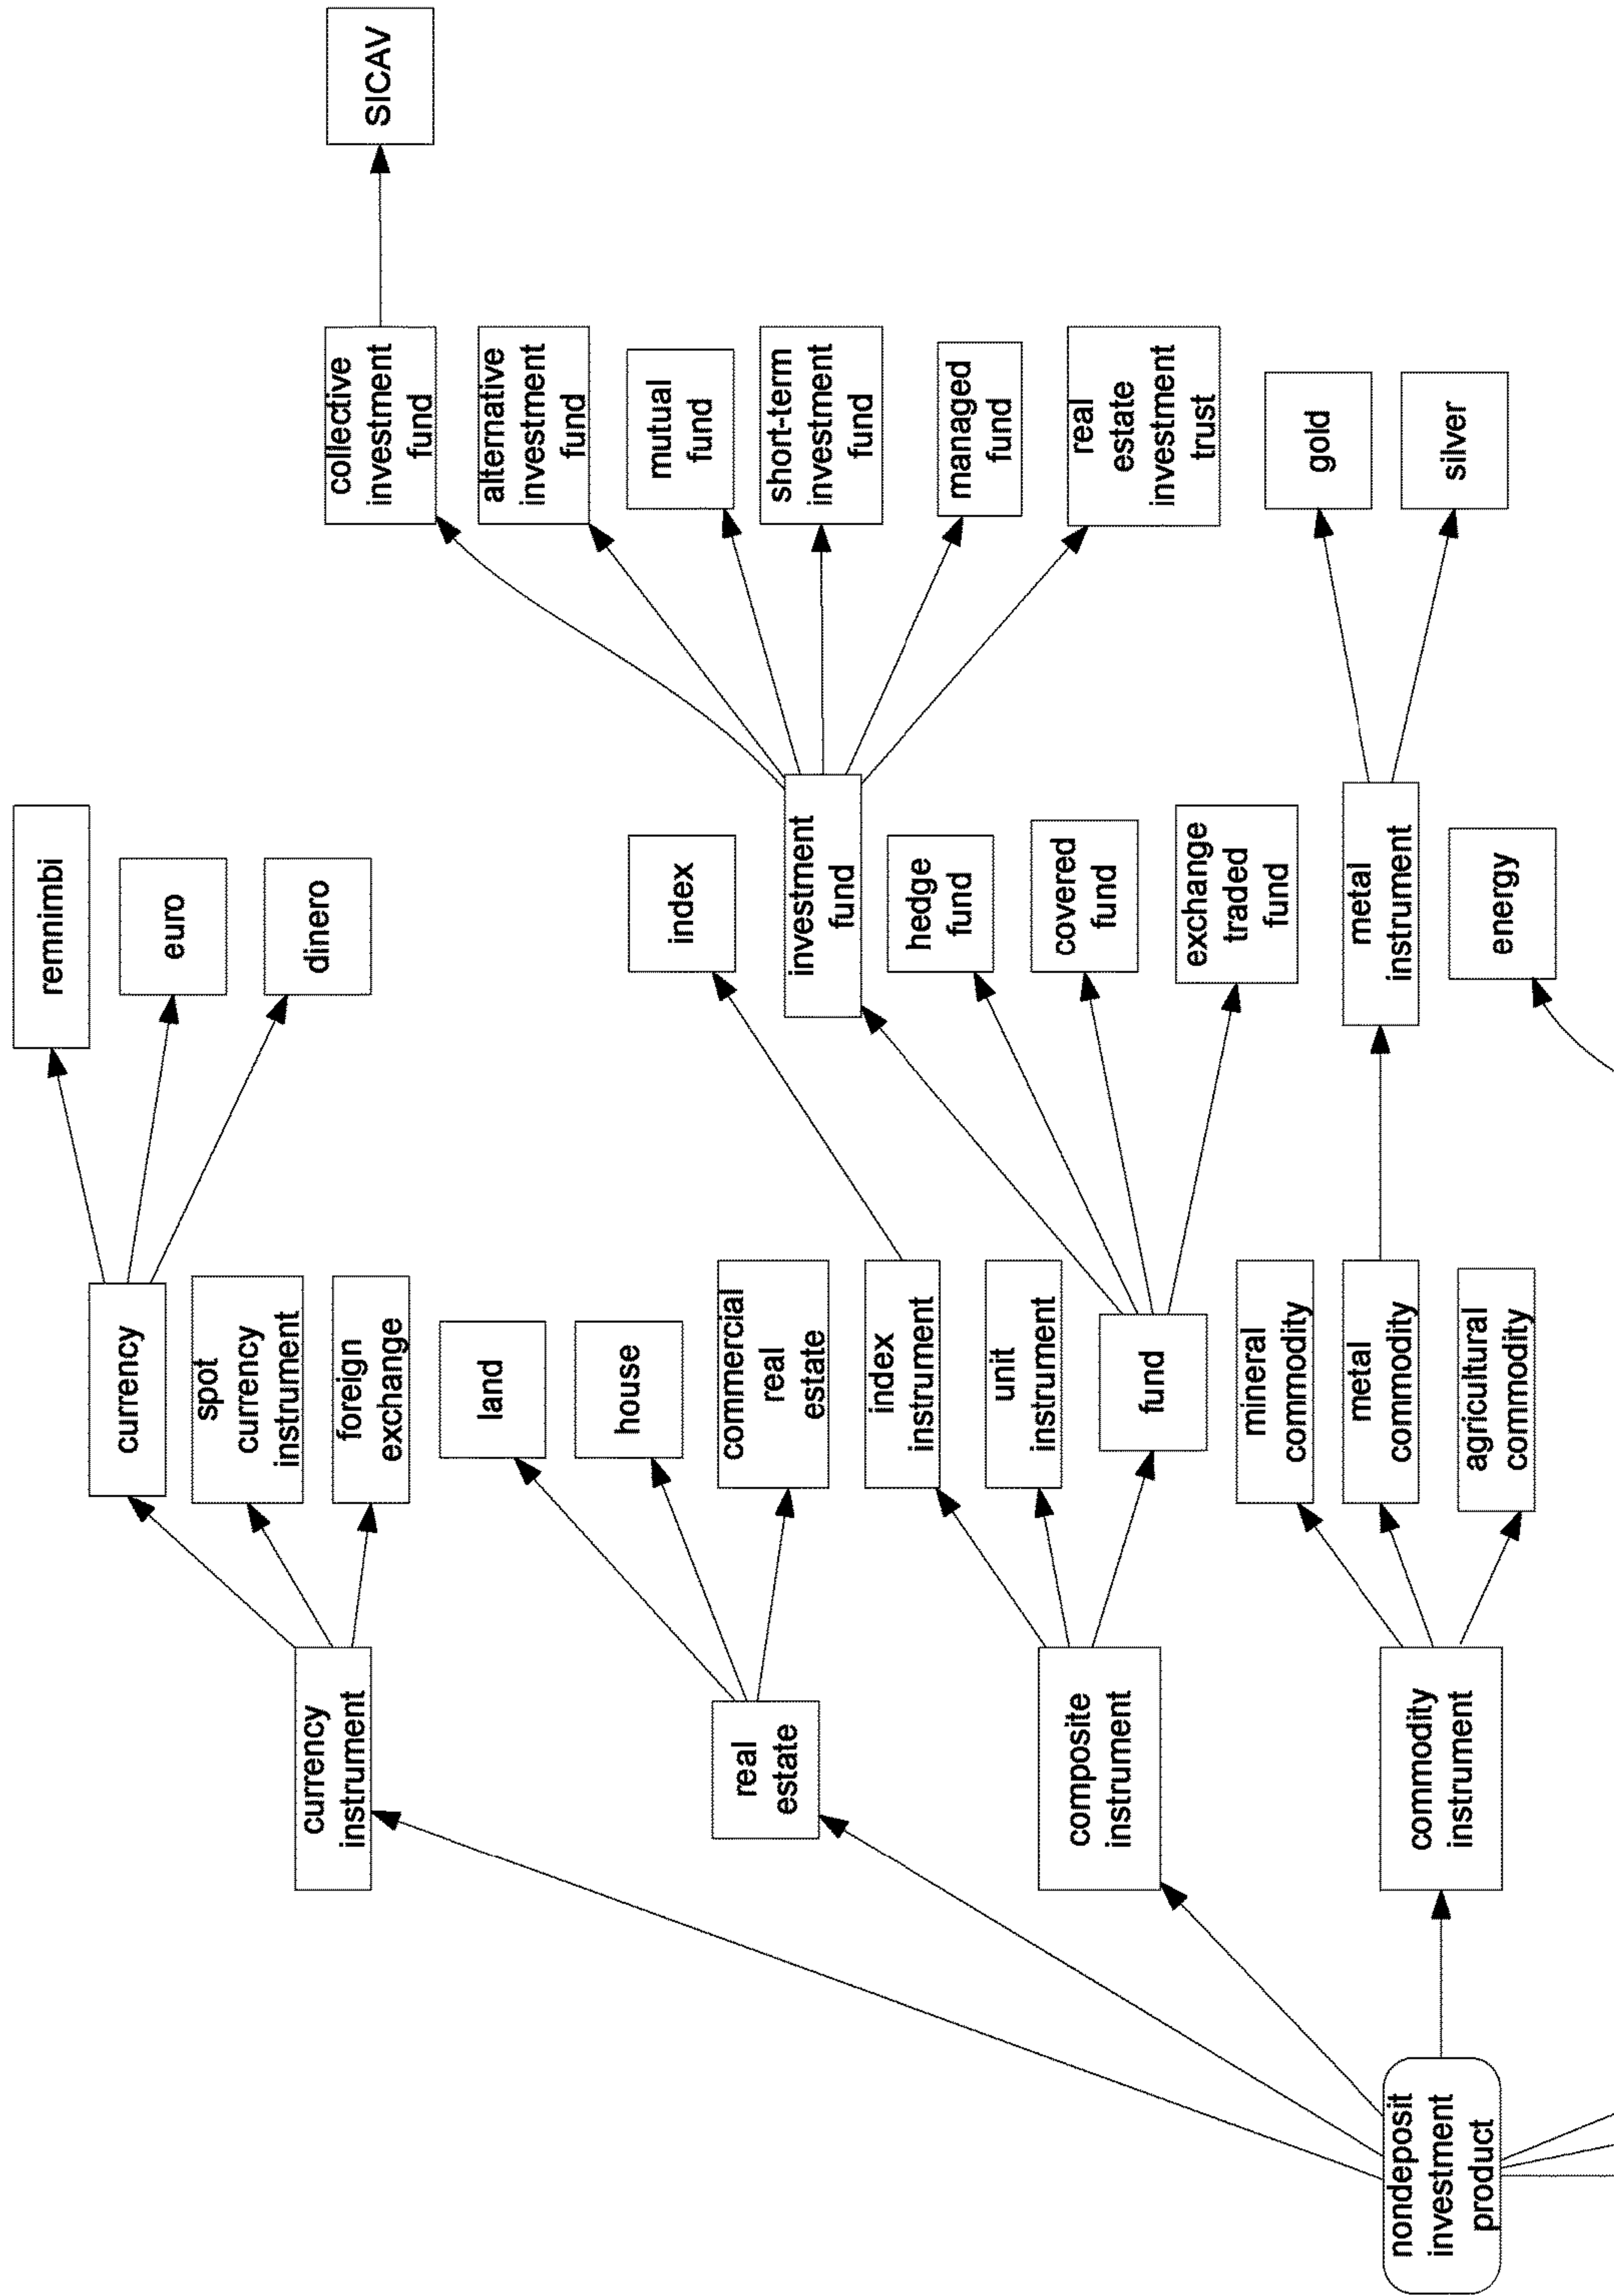 remnimbi
euro
dinero
currency
spot
currency
instrument
foreign
exchange
currency
instrument
SICAV
collective
investment
fund
alternative
investment
fund
mutual
fund
short-term
investment
fund
managed
fund
real
estate
investment
trust
land
house
commercial
real
estate
real
estate
index
investment
fund
hedge
fund
covered
fund
exchange
traded
fund
index
instrument
unit
instrument
fund
composite
instrument
gold
silver
metal
instrument
energy
mineral
commodity
metal
commodity
agricultural
commodity
commodity
instrument
nondeposit
investment
product